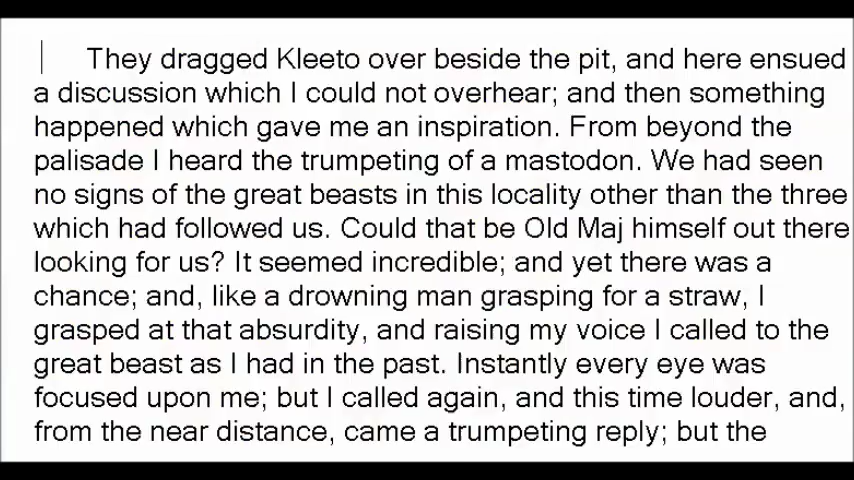 They dragged Kleeto over beside the pit, and here ensued
a discussion which I could not overhear; and then something
happened which gave me an inspiration. From beyond the
palisade I heard the trumpeting of a mastodon. We had seen
no signs of the great beasts in this locality other than the three
which had followed us. Could that be Old Maj himself out there
looking for us? It seemed incredible; and yet there was a
chance; and, like a drowning man grasping for a straw, I
grasped at that absurdity, and raising my voice I called to the
great beast as I had in the past. Instantly every eye was
focused upon me; but I called again, and this time louder, and,
from the near distance, came a trumpeting reply; but the